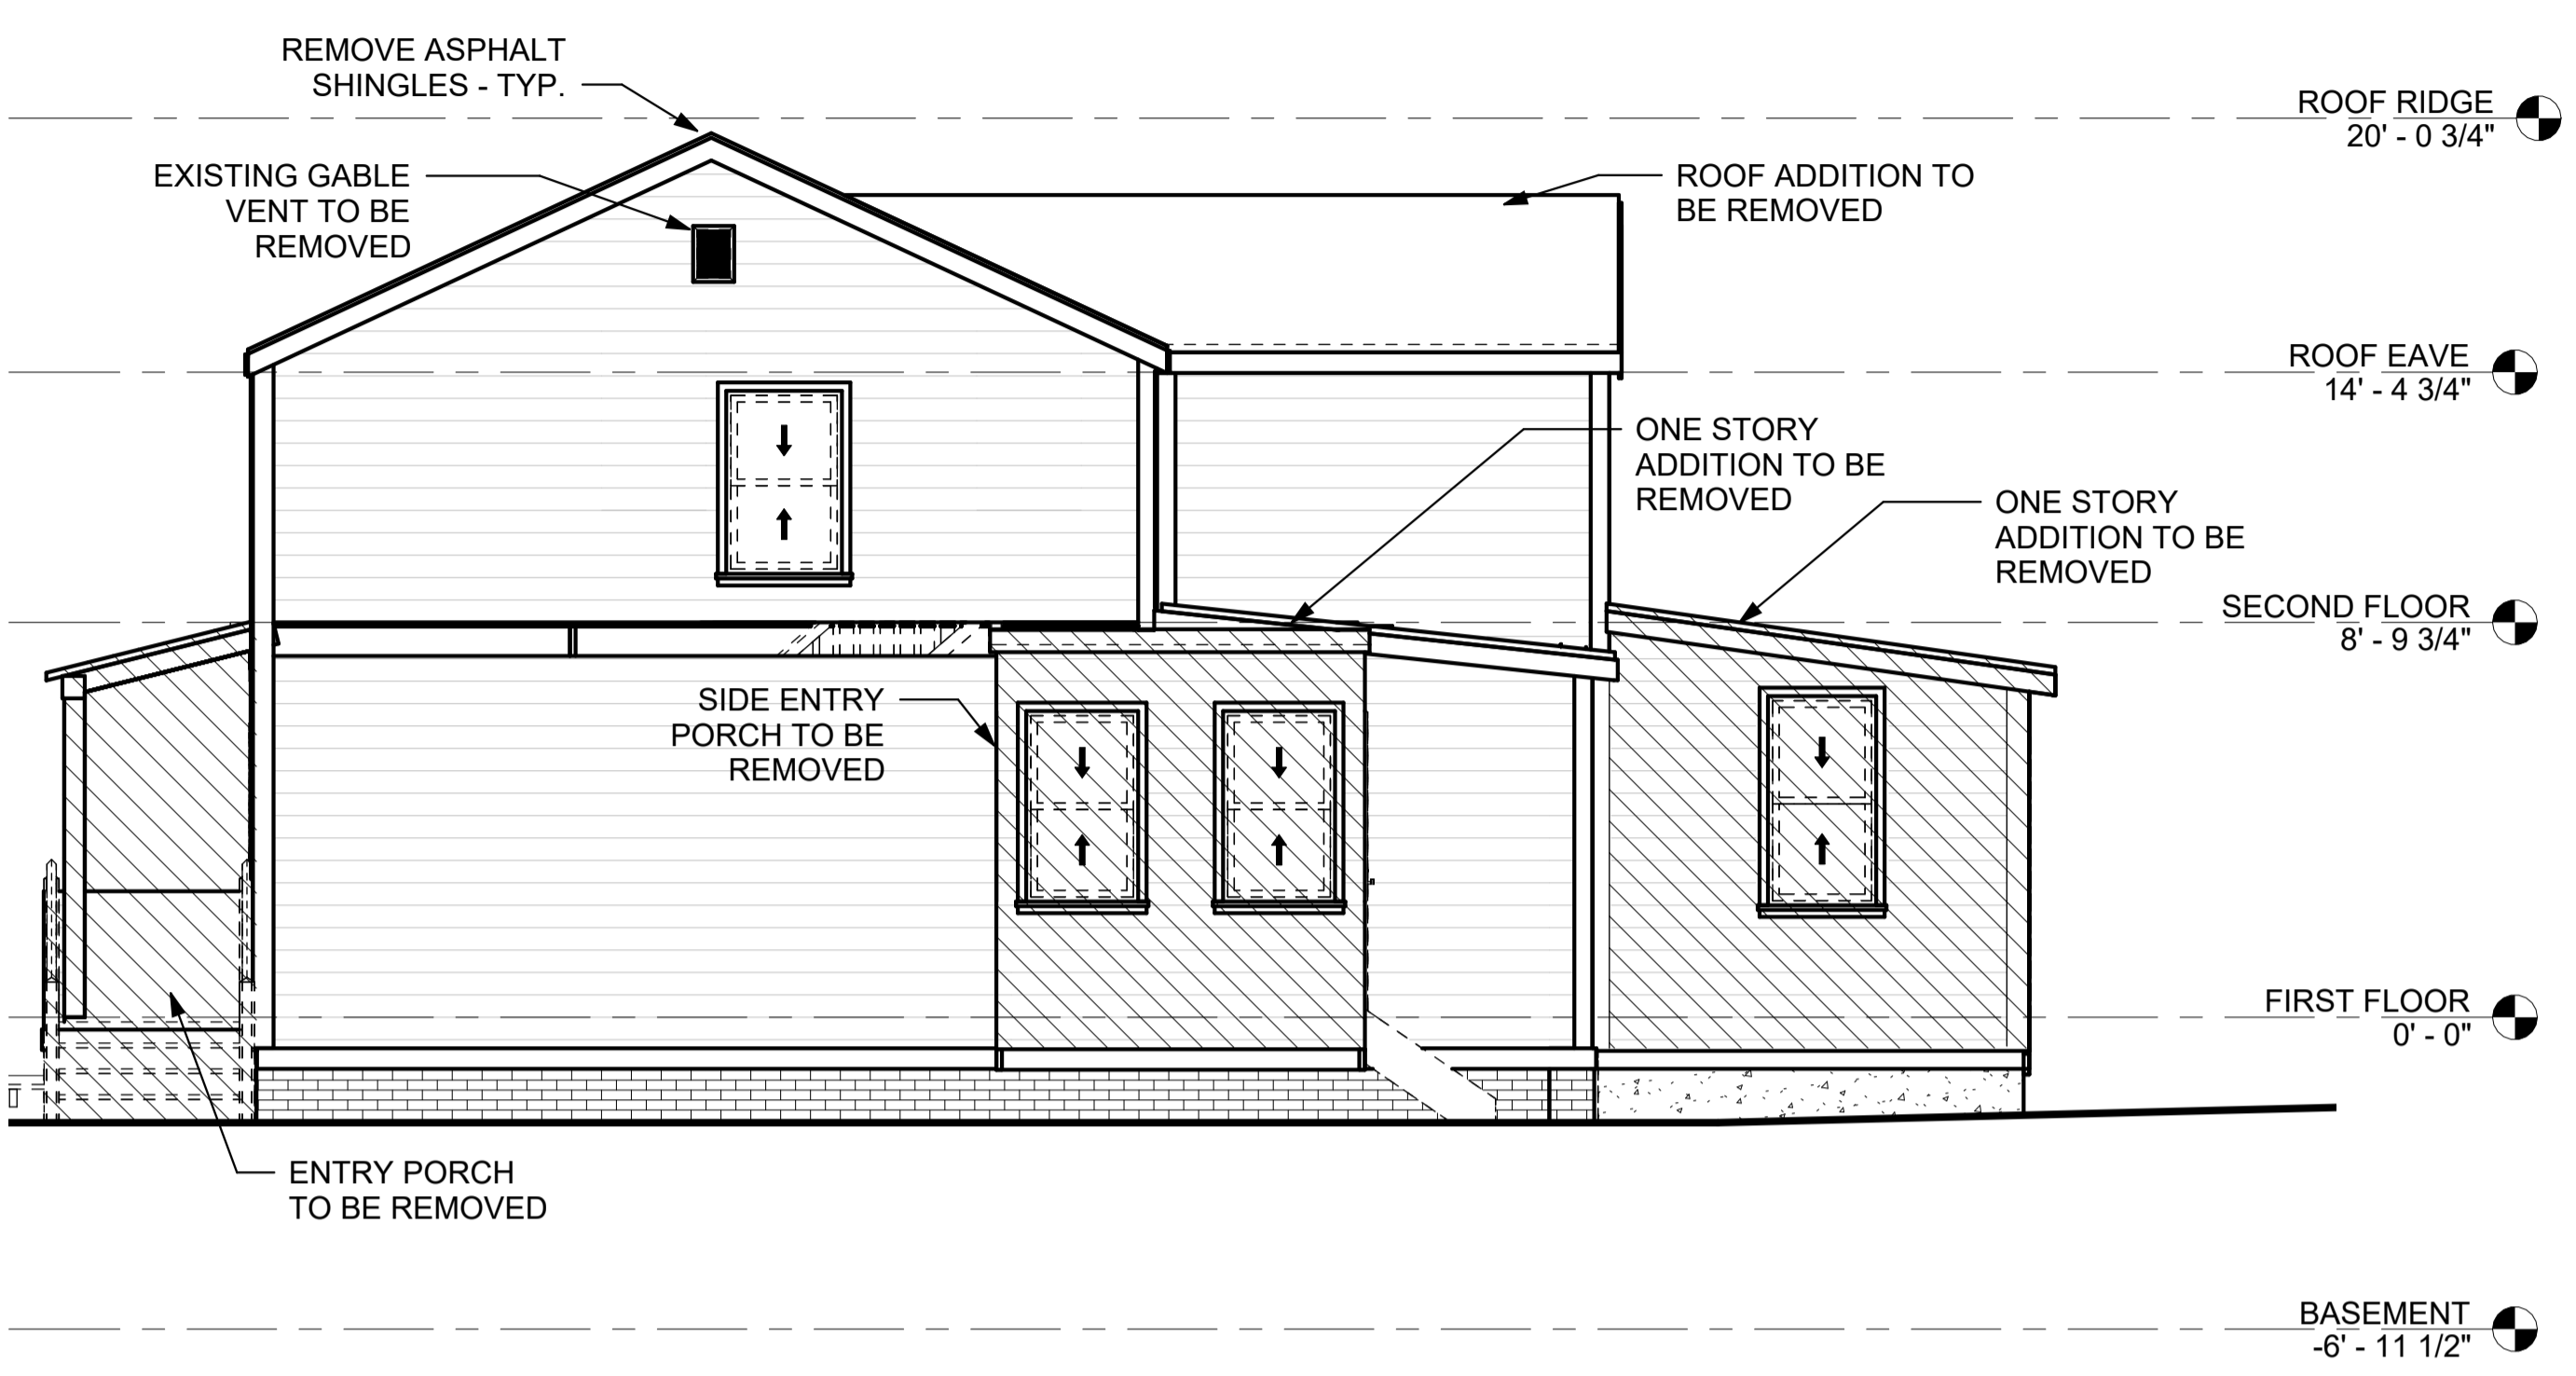 REMOVE ASPHALT
SHINGLES - TYP.
ROOF RIDGE
20' - 0 3/4"
EXISTING GABLE
VENT TO BE
REMOVED
ROOF ADDITION TO
BE REMOVED
ROOF EAVE
14' - 4 3/4"
ONE STORY
ADDITION TO BE
REMOVED
ONE STORY
ADDITION TO BE
REMOVED
SECOND FLOOR
8' - 9 3/4"
SIDE ENTRY
PORCH TO BE
REMOVED
FIRST FLOOR
0' - 0"
ENTRY PORCH
TO BE REMOVED
BASEMENT
-6' - 11 1/2"